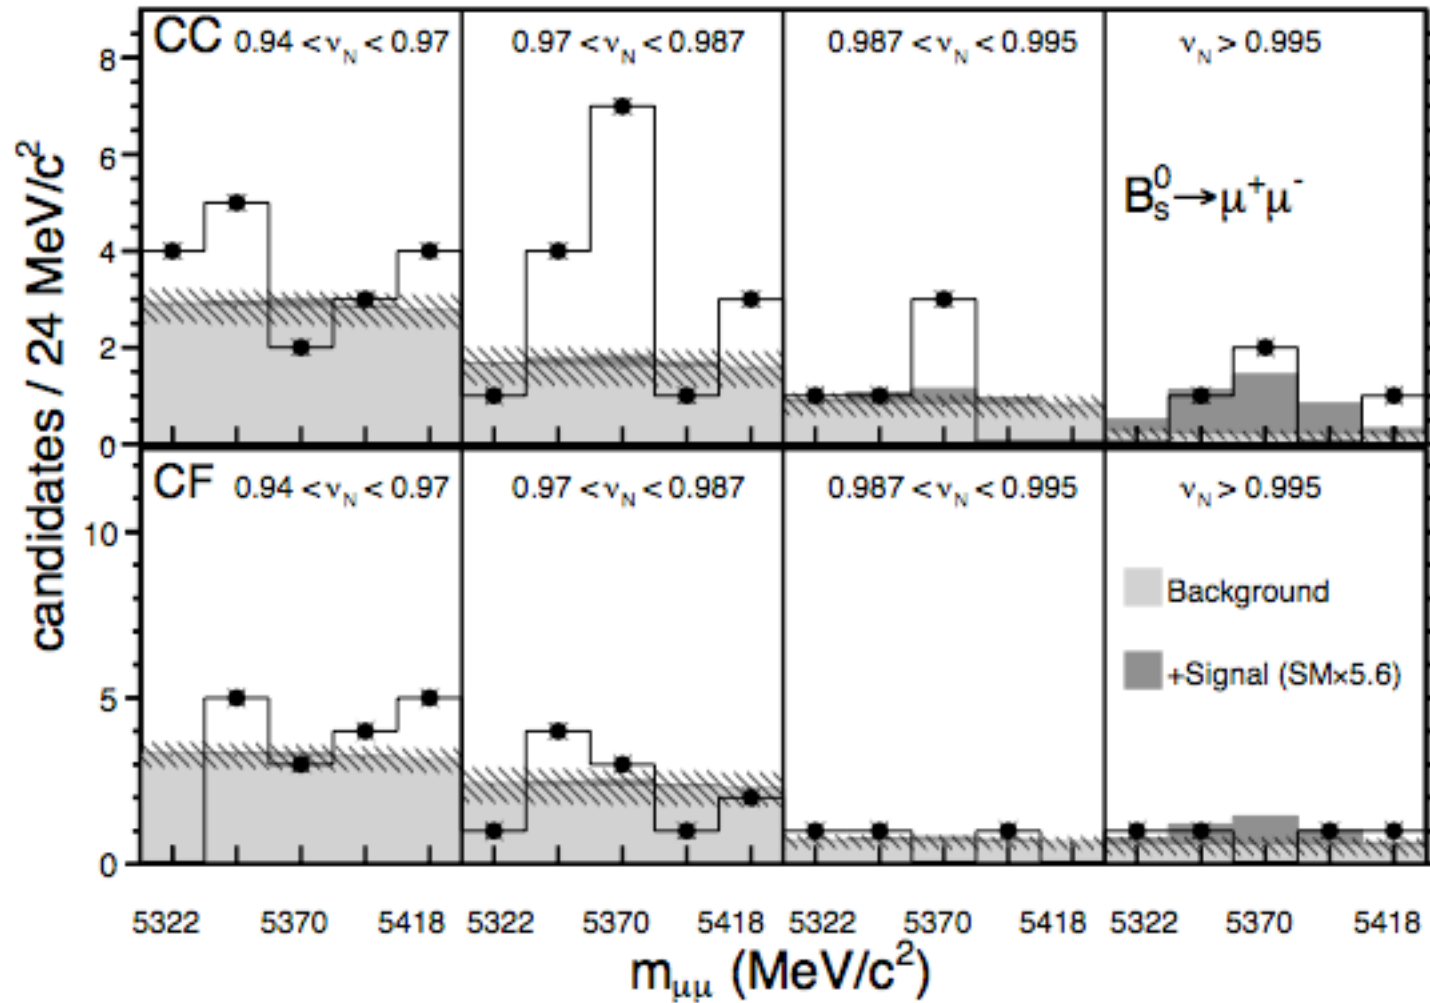 candidates / 24 MeV/c²
CC 0.94 < ν_N < 0.97 0.97 < ν_N < 0.987 0.987 < ν_N < 0.995 ν_N > 0.995
8
6
B⁰_s→μ⁺μ⁻
4
2
0
CF 0.94 < ν_N < 0.97 0.97 < ν_N < 0.987 0.987 < ν_N < 0.995 ν_N > 0.995
10
Background
+Signal (SM×5.6)
5
0
5322 5370 5418 5322 5370 5418 5322 5370 5418 5322 5370 5418
m_μμ (MeV/c²)